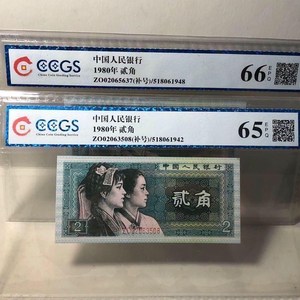 CCGS
China Coin Grading Service
中国人民银行
1980年 贰角
ZO02065637(补号)/518061948
66 EPQ
CCGS
China Coin Grading Service
中国人民银行
1980年 贰角
ZO02063508(补号)/518061942
65 EPQ
中国人民银行
贰角
2
2